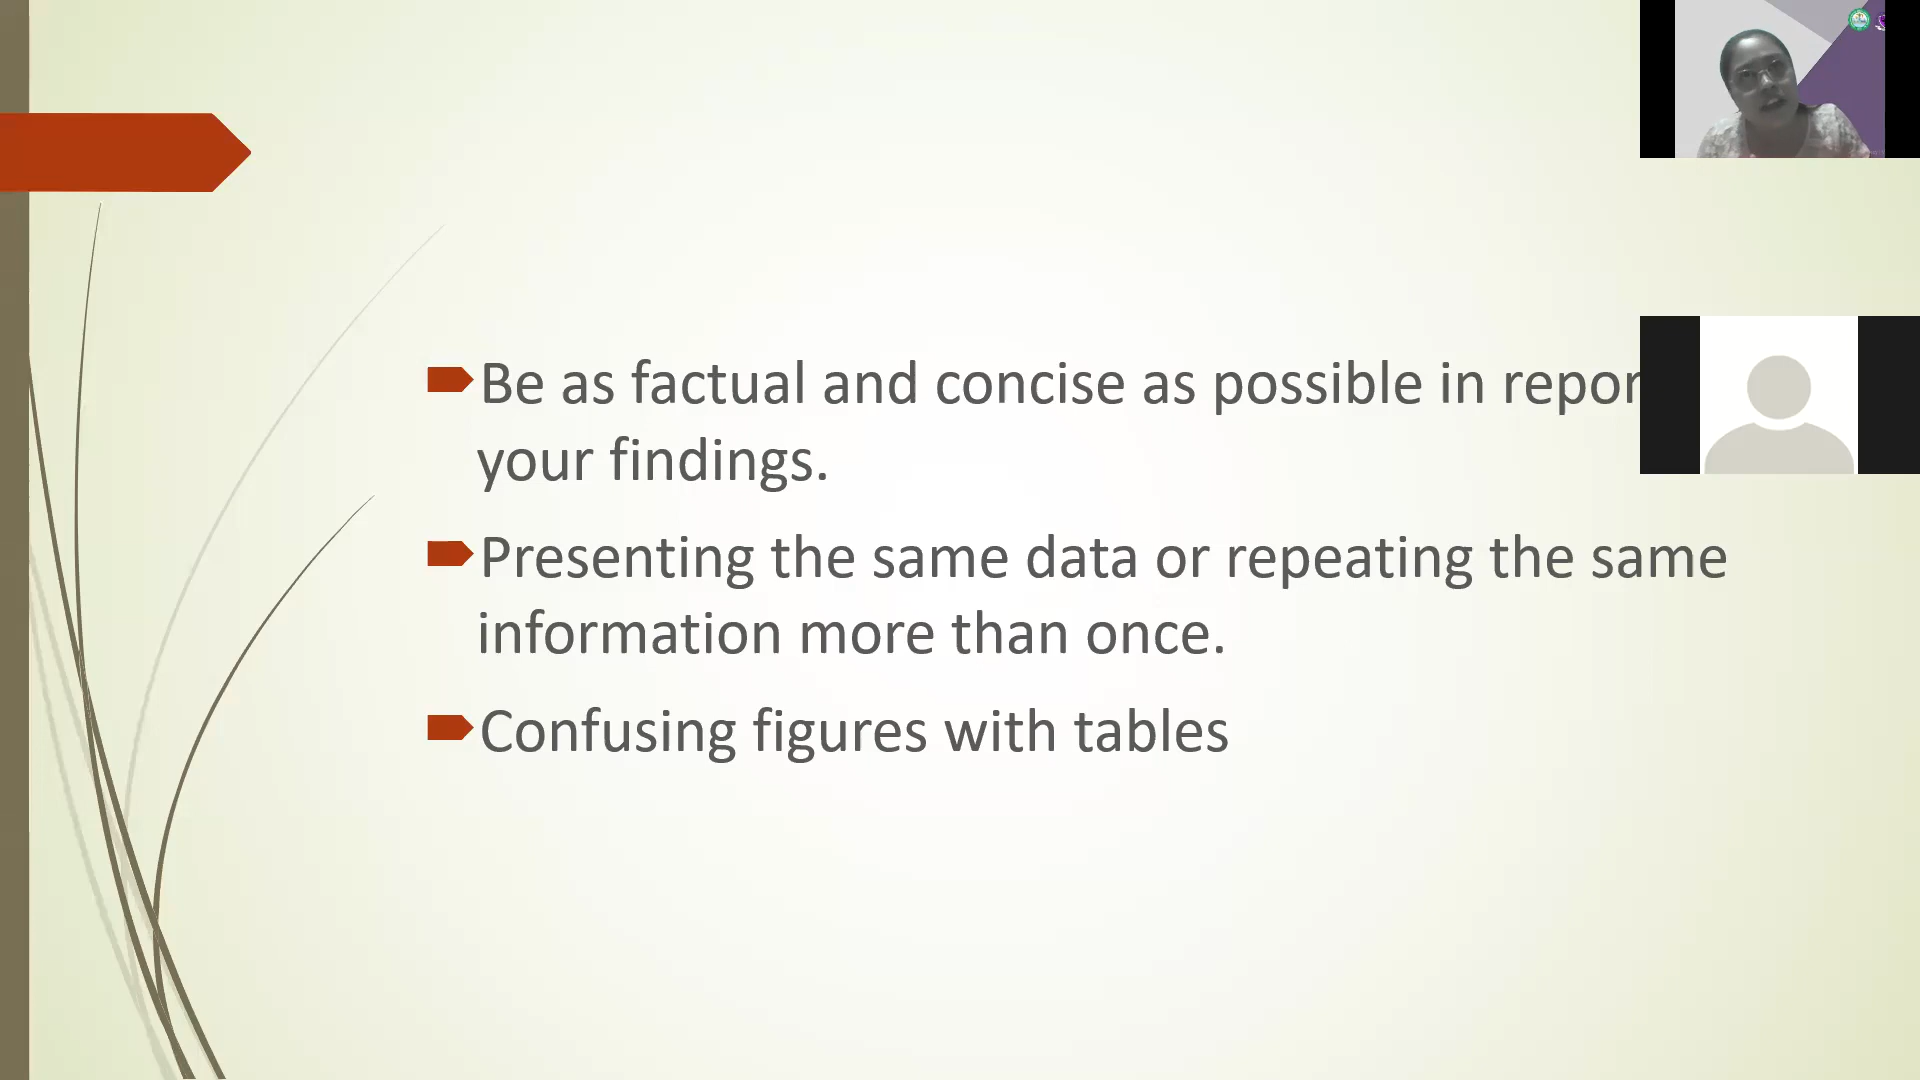 Be as factual and concise as possible in repor
your findings.
Presenting the same data or repeating the same
information more than once.
Confusing figures with tables